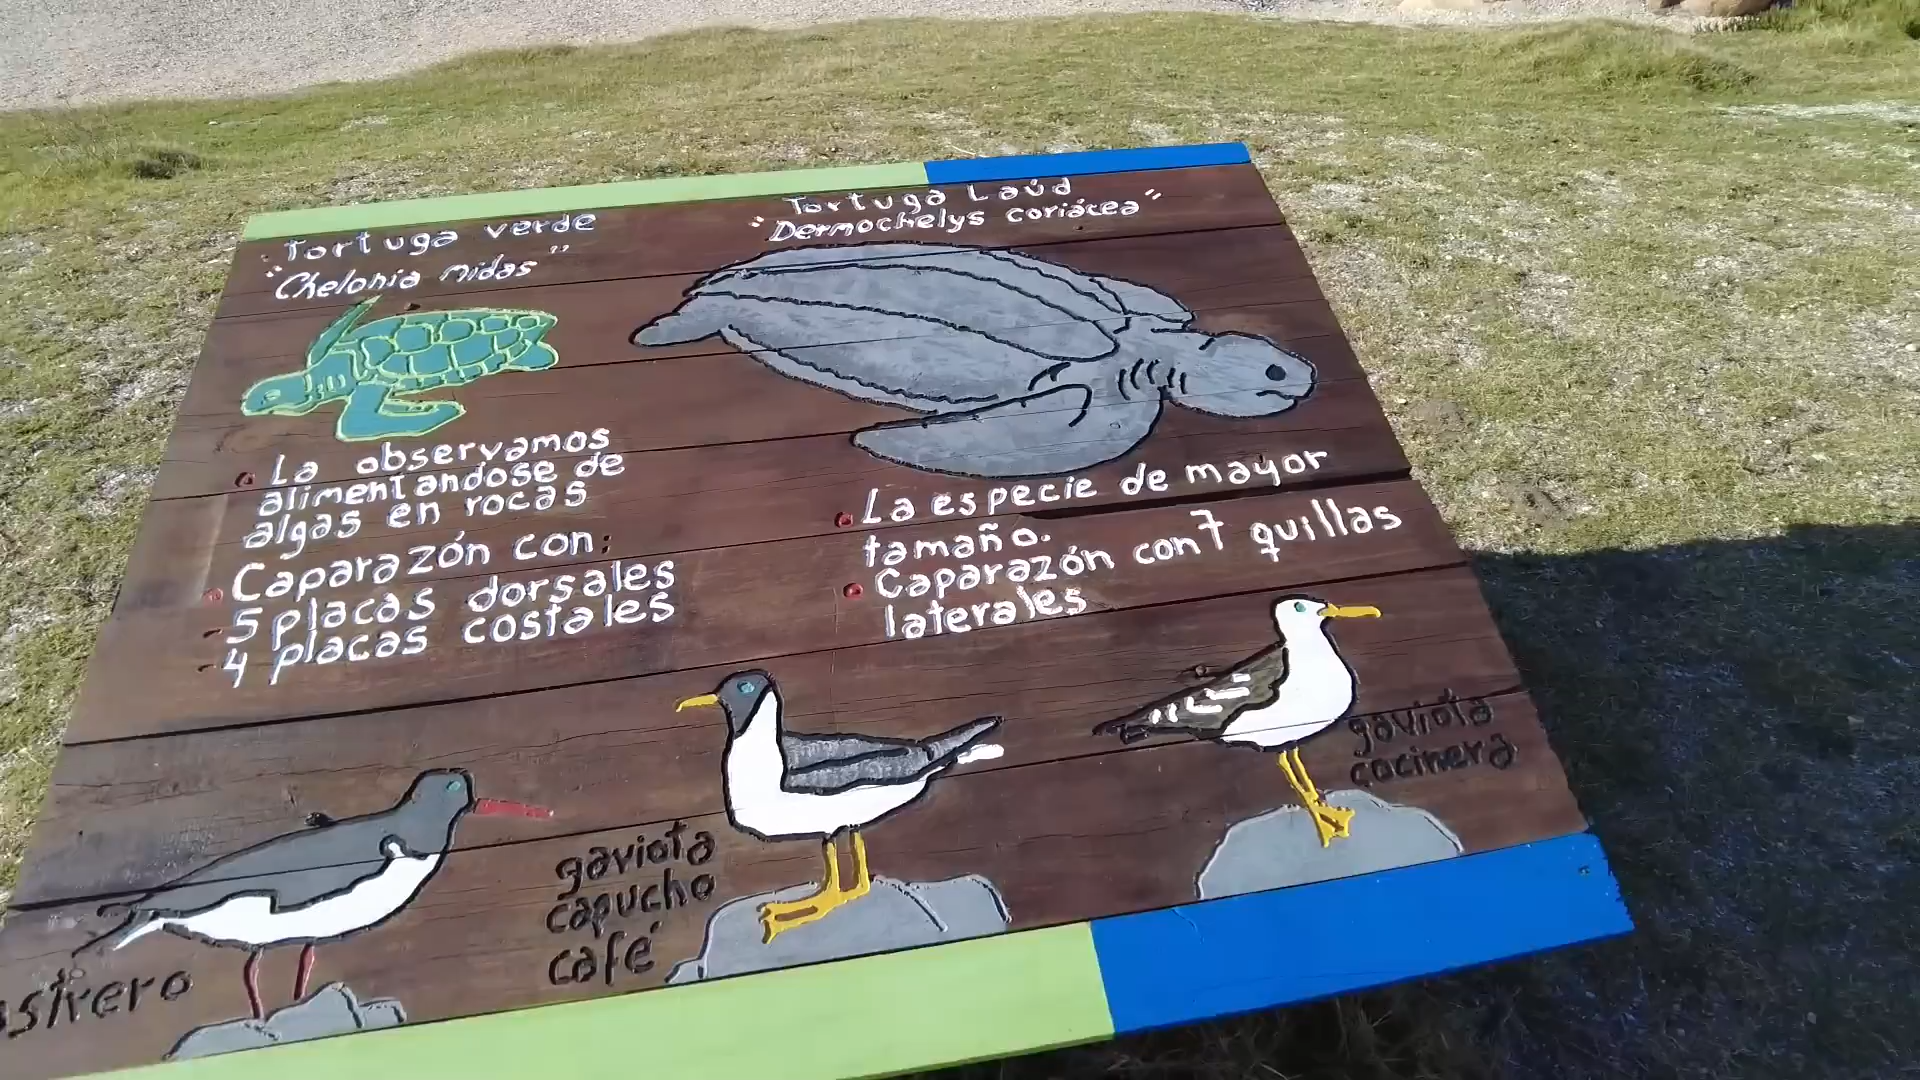 Tortuga verde
"Chelonia midas"
La observamos
alimentandose de
algas en rocas
Caparazón con:
-5 placas dorsales
-4 placas costales
Tortuga Laúd
"Dermochelys coriácea"
La especie de mayor
tamaño.
Caparazón con 7 quillas
laterales
gaviota
capucho
café
gaviota
cocinera